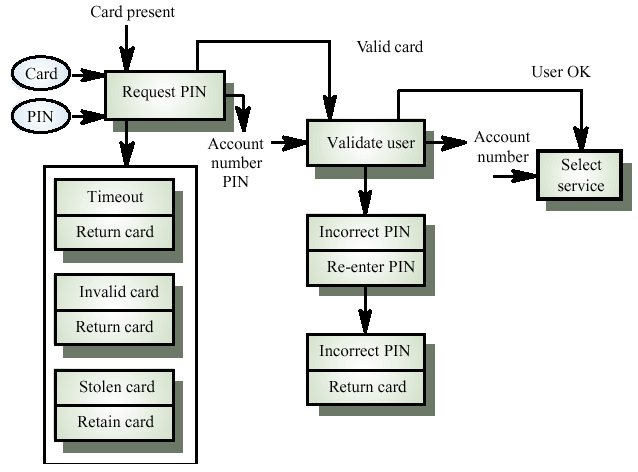 Card present
Card
PIN
Request PIN
Valid card
User OK
Account
number
PIN
Validate user
Account
number
Select
service
Timeout
Return card
Invalid card
Return card
Stolen card
Retain card
Incorrect PIN
Re-enter PIN
Incorrect PIN
Return card